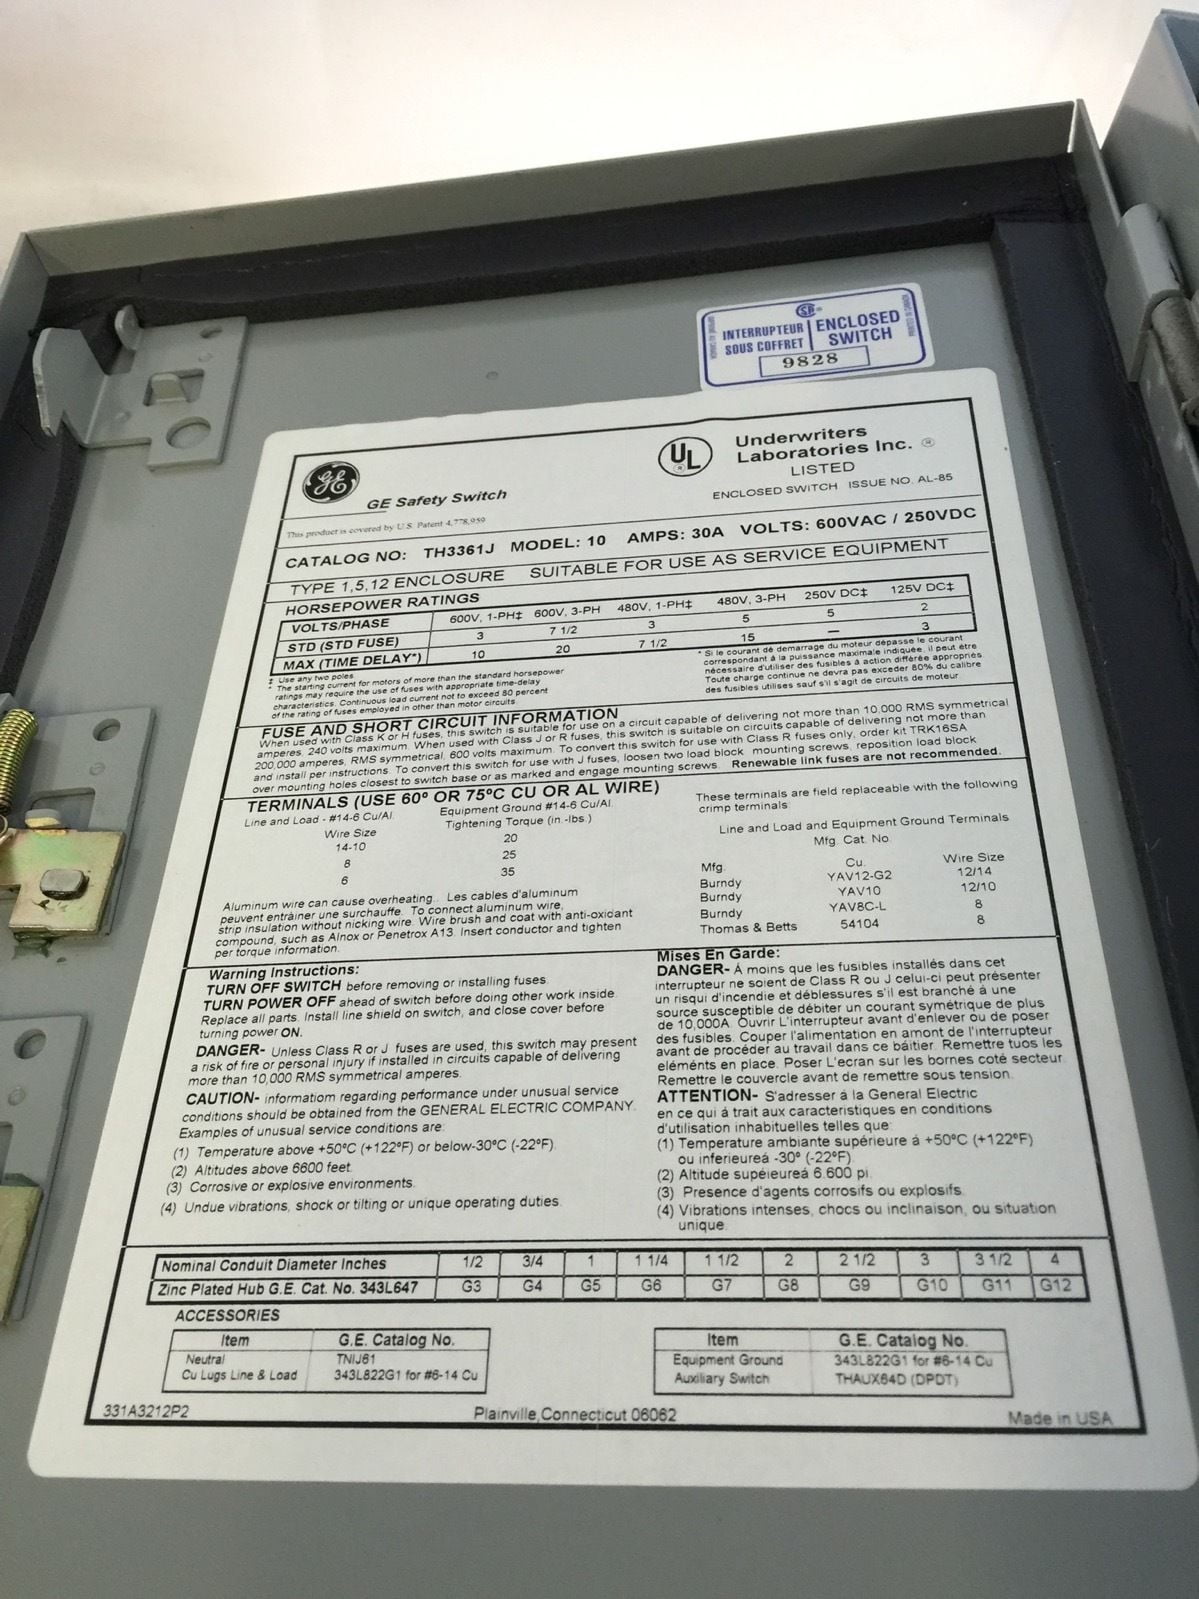 INTERRUPTEUR
SOUS COFFRET
ENCLOSED
SWITCH
9828
GE Safety Switch
This product is covered by U.S. Patent 4,778,959
UL
Underwriters
Laboratories Inc. ®
LISTED
ENCLOSED SWITCH ISSUE NO. AL-85
CATALOG NO: TH3361J MODEL: 10 AMPS: 30A VOLTS: 600VAC / 250VDC
TYPE 1,5,12 ENCLOSURE SUITABLE FOR USE AS SERVICE EQUIPMENT
HORSEPOWER RATINGS
VOLTS/PHASE 600V, 1-PH‡ 600V, 3-PH 480V, 1-PH‡ 480V, 3-PH 250V DC‡ 125V DC‡
STD (STD FUSE) 3 7 1/2 3 5 5 2
MAX (TIME DELAY*) 10 20 7 1/2 15 — 3
‡ Use any two poles
* The starting current for motors of more than the standard horsepower
ratings may require the use of fuses with appropriate time-delay
characteristics. Continuous load current not to exceed 80 percent
of the rating of fuses employed in other than motor circuits.
* Si le courant dé demarrage du moteur dépasse le courant
correspondant à la puissance maximale indiquée, il peut être
nécessaire d'utiliser des fusibles à action différée appropriés.
Toute charge continue ne devra pas exceder 80% du calibre
des fusibles utilises sauf s'il s'agit de circuits de moteur.
FUSE AND SHORT CIRCUIT INFORMATION
When used with Class K or H fuses, this switch is suitable for use on a circuit capable of delivering not more than 10,000 RMS symmetrical
amperes, 240 volts maximum. When used with Class J or R fuses, this switch is suitable on circuits capable of delivering not more than
200,000 amperes, RMS symmetrical, 600 volts maximum. To convert this switch for use with Class R fuses only, order kit TRK16SA
and install per instructions. To convert this switch for use with J fuses, loosen two load block mounting screws, reposition load block
over mounting holes closest to switch base or as marked and engage mounting screws. Renewable link fuses are not recommended.
TERMINALS (USE 60º OR 75ºC CU OR AL WIRE)
Line and Load - #14-6 Cu/Al. Equipment Ground #14-6 Cu/Al.
Wire Size Tightening Torque (in.-lbs.)
14-10 20
8 25
6 35
Aluminum wire can cause overheating.. Les cables d'aluminum
peuvent entràiner une surchauffe. To connect aluminum wire,
strip insulation without nicking wire. Wire brush and coat with anti-oxidant
compound, such as Alnox or Penetrox A13. Insert conductor and tighten
per torque information.
These terminals are field replaceable with the following
crimp terminals
Line and Load and Equipment Ground Terminals
Mfg. Cat. No.
Mfg. Cu. Wire Size
Burndy YAV12-G2 12/14
Burndy YAV10 12/10
Burndy YAV8C-L 8
Thomas & Betts 54104 8
Warning Instructions:
TURN OFF SWITCH before removing or installing fuses.
TURN POWER OFF ahead of switch before doing other work inside.
Replace all parts. Install line shield on switch, and close cover before
turning power ON.
DANGER- Unless Class R or J fuses are used, this switch may present
a risk of fire or personal injury if installed in circuits capable of delivering
more than 10,000 RMS symmetrical amperes.
CAUTION- informatiom regarding performance under unusual service
conditions should be obtained from the GENERAL ELECTRIC COMPANY.
Examples of unusual service conditions are:
(1) Temperature above +50ºC (+122ºF) or below-30ºC (-22ºF).
(2) Altitudes above 6600 feet.
(3) Corrosive or explosive environments.
(4) Undue vibrations, shock or tilting or unique operating duties.
Mises En Garde:
DANGER- Á moins que les fusibles installés dans cet
interrupteur ne soient de Class R ou J celui-ci peut présenter
un risqui d'incendie et déblessures s'il est branché à une
source susceptible de débiter un courant symétrique de plus
de 10,000A. Ouvrir L'interrupteur avant d'enlever ou de poser
des fusibles. Couper l'alimentation en amont de l'interrupteur
avant de procéder au travail dans ce bâitier. Remettre tuos les
eléments en place. Poser L'ecran sur les bornes coté secteur.
Remettre le couvercle avant de remettre sous tension.
ATTENTION- S'adresser á la General Electric
en ce qui á trait aux caracteristiques en conditions
d'utilisation inhabituelles telles que:
(1) Temperature ambiante supérieure á +50ºC (+122ºF)
ou inferieureá -30º (-22ºF).
(2) Altitude supéieureá 6.600 pi.
(3) Presence d'agents corrosifs ou explosifs.
(4) Vibrations intenses, chocs ou inclinaison, ou situation
unique.
Nominal Conduit Diameter Inches 1/2 3/4 1 1 1/4 1 1/2 2 2 1/2 3 3 1/2 4
Zinc Plated Hub G.E. Cat. No. 343L647 G3 G4 G5 G6 G7 G8 G9 G10 G11 G12
ACCESSORIES
Item G.E. Catalog No.
Neutral TNIJ61
Cu Lugs Line & Load 343L822G1 for #6-14 Cu
Item G.E. Catalog No.
Equipment Ground 343L822G1 for #6-14 Cu
Auxiliary Switch THAUX64D (DPDT)
331A3212P2 Plainville,Connecticut 06062 Made in USA